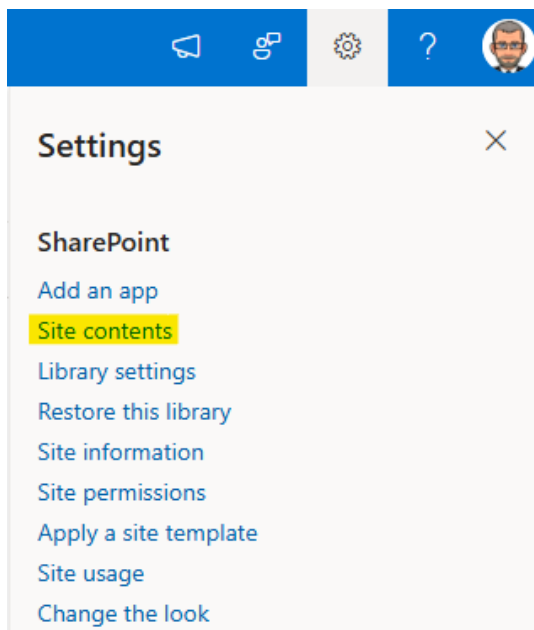 ?
Settings
SharePoint
Add an app
Site contents
Library settings
Restore this library
Site information
Site permissions
Apply a site template
Site usage
Change the look